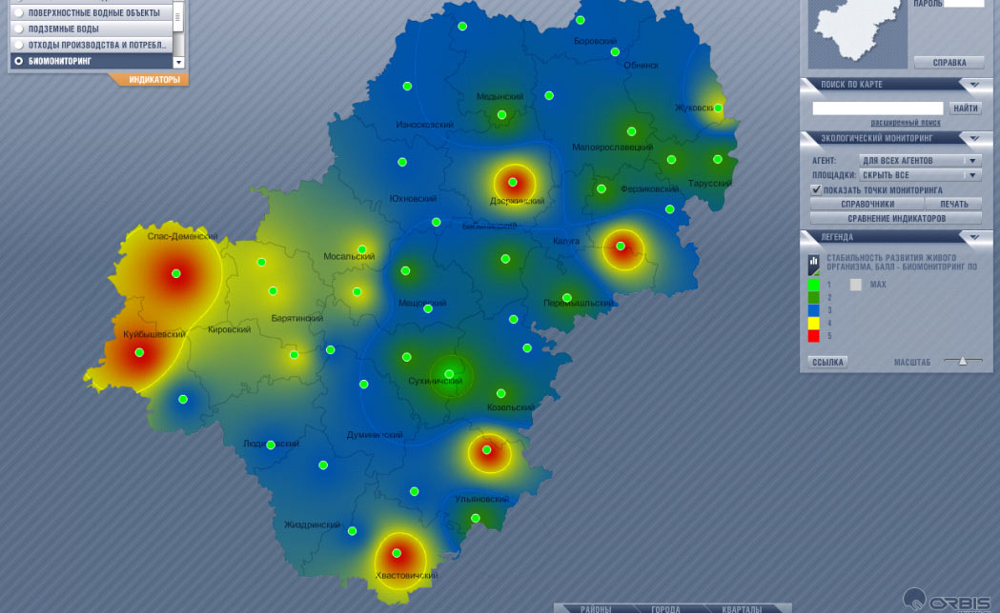 ПОВЕРХНОСТНЫЕ ВОДНЫЕ ОБЪЕКТЫ
ПОДЗЕМНЫЕ ВОДЫ
ОТХОДЫ ПРОИЗВОДСТВА И ПОТРЕБЛ..
БИОМОНИТОРИНГ
ИНДИКАТОРЫ
Боровский
Обнинск
Медынский
Жуковский
Износковский
Малоярославецкий
Тарусский
Ферзиковский
Юхновский
Дзержинский
Спас-Деменский
Калуга
Мосальский
Мещовский
Перемышльский
Барятинский
Кировский
Куйбышевский
Сухиничский
Козельский
Думиничский
Людиновский
Ульяновский
Жиздринский
Хвастовичский
РАЙОНЫ
ГОРОДА
КВАРТАЛЫ
ПАРОЛЬ
СПРАВКА
ПОИСК ПО КАРТЕ
НАЙТИ
расширенный поиск
ЭКОЛОГИЧЕСКИЙ МОНИТОРИНГ
АГЕНТ: ДЛЯ ВСЕХ АГЕНТОВ
ПЛОЩАДКИ: СКРЫТЬ ВСЕ
ПОКАЗАТЬ ТОЧКИ МОНИТОРИНГА
СПРАВОЧНИКИ ПЕЧАТЬ
СРАВНЕНИЕ ИНДИКАТОРОВ
ЛЕГЕНДА
СТАБИЛЬНОСТЬ РАЗВИТИЯ ЖИВОГО
ОРГАНИЗМА, БАЛЛ - БИОМОНИТОРИНГ ПО
1 MAX
2
3
4
5
ССЫЛКА МАСШТАБ
ORBIS